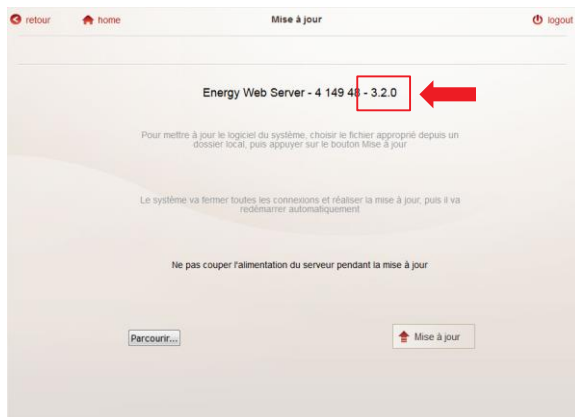 retour home Mise à jour logout
Energy Web Server - 4 149 48 - 3.2.0
Pour mettre à jour le logiciel du système, choisir le fichier approprié depuis un
dossier local, puis appuyer sur le bouton Mise à jour
Le système va fermer toutes les connexions et réaliser la mise à jour, puis il va
redémarrer automatiquement
Ne pas couper l'alimentation du serveur pendant la mise à jour
Parcourir... Mise à jour